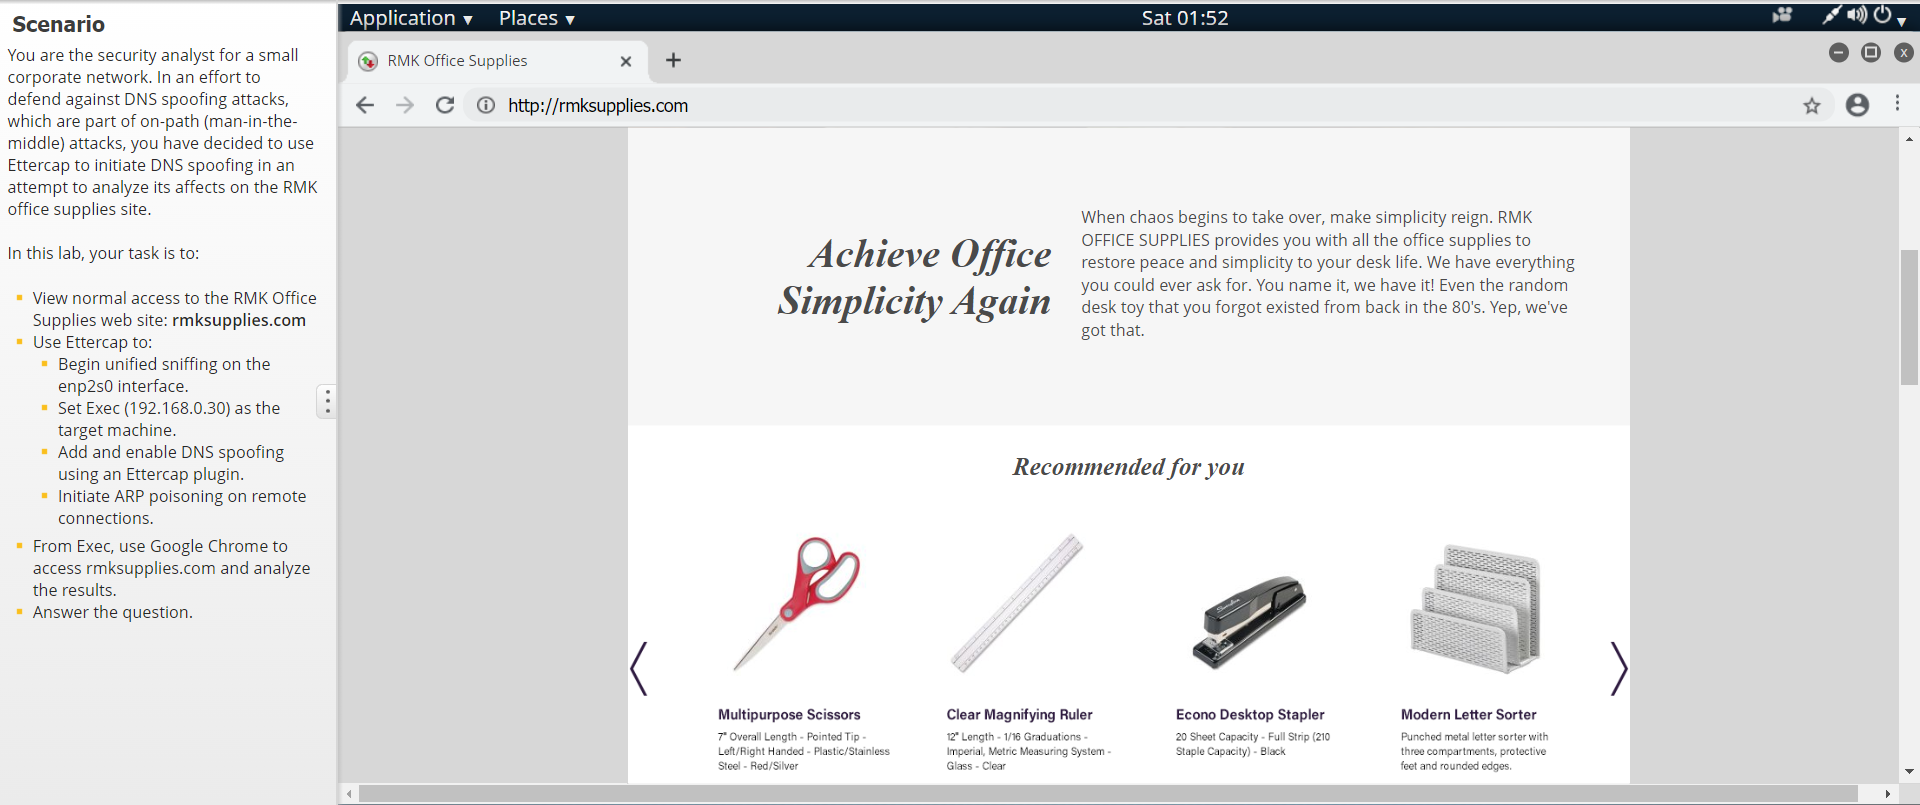 Scenario
You are the security analyst for a small
corporate network. In an effort to
defend against DNS spoofing attacks,
which are part of on-path (man-in-the-
middle) attacks, you have decided to use
Ettercap to initiate DNS spoofing in an
attempt to analyze its affects on the RMK
office supplies site.
In this lab, your task is to:
View normal access to the RMK Office
Supplies web site: rmksupplies.com
Use Ettercap to:
Begin unified sniffing on the
enp2s0 interface.
Set Exec (192.168.0.30) as the
target machine.
Add and enable DNS spoofing
using an Ettercap plugin.
Initiate ARP poisoning on remote
connections.
From Exec, use Google Chrome to
access rmksupplies.com and analyze
the results.
Answer the question.
Application Places Sat 01:52
RMK Office Supplies
http://rmksupplies.com
Achieve Office
Simplicity Again
When chaos begins to take over, make simplicity reign. RMK
OFFICE SUPPLIES provides you with all the office supplies to
restore peace and simplicity to your desk life. We have everything
you could ever ask for. You name it, we have it! Even the random
desk toy that you forgot existed from back in the 80's. Yep, we've
got that.
Recommended for you
Multipurpose Scissors
7" Overall Length - Pointed Tip -
Left/Right Handed - Plastic/Stainless
Steel - Red/Silver
Clear Magnifying Ruler
12" Length - 1/16 Graduations -
Imperial, Metric Measuring System -
Glass - Clear
Econo Desktop Stapler
20 Sheet Capacity - Full Strip (210
Staple Capacity) - Black
Modern Letter Sorter
Punched metal letter sorter with
three compartments, protective
feet and rounded edges.